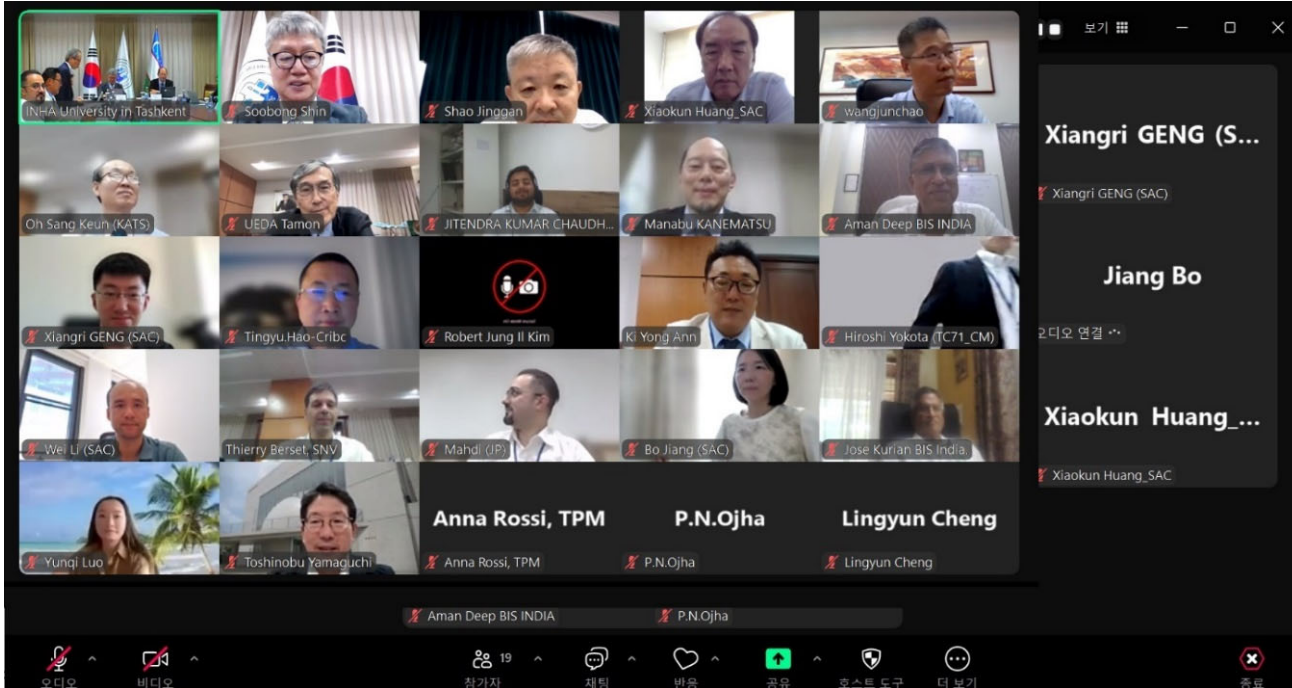 보기
INHA University in Tashkent
Soobong Shin
Shao Jinggan
Xiaokun Huang_SAC
wangjunchao
Oh Sang Keun (KATS)
UEDA Tamon
JITENDRA KUMAR CHAUDH...
Manabu KANEMATSU
Aman Deep BIS INDIA
Xiangri GENG (SAC)
Tingyu.Hao-Cribc
Robert Jung Il Kim
Ki Yong Ann
Hiroshi Yokota (TC71_CM)
Wei Li (SAC)
Thierry Berset, SNV
Mahdi (JP)
Bo Jiang (SAC)
Jose Kurian BIS India.
Yunqi Luo
Toshinobu Yamaguchi
Anna Rossi, TPM
Anna Rossi, TPM
P.N.Ojha
P.N.Ojha
Lingyun Cheng
Lingyun Cheng
Xiangri GENG (S...
Xiangri GENG (SAC)
Jiang Bo
오디오 연결 ...
Xiaokun Huang_...
Xiaokun Huang_SAC
Aman Deep BIS INDIA
P.N.Ojha
오디오
비디오
19
참가자
채팅
반응
공유
호스트 도구
더 보기
종료